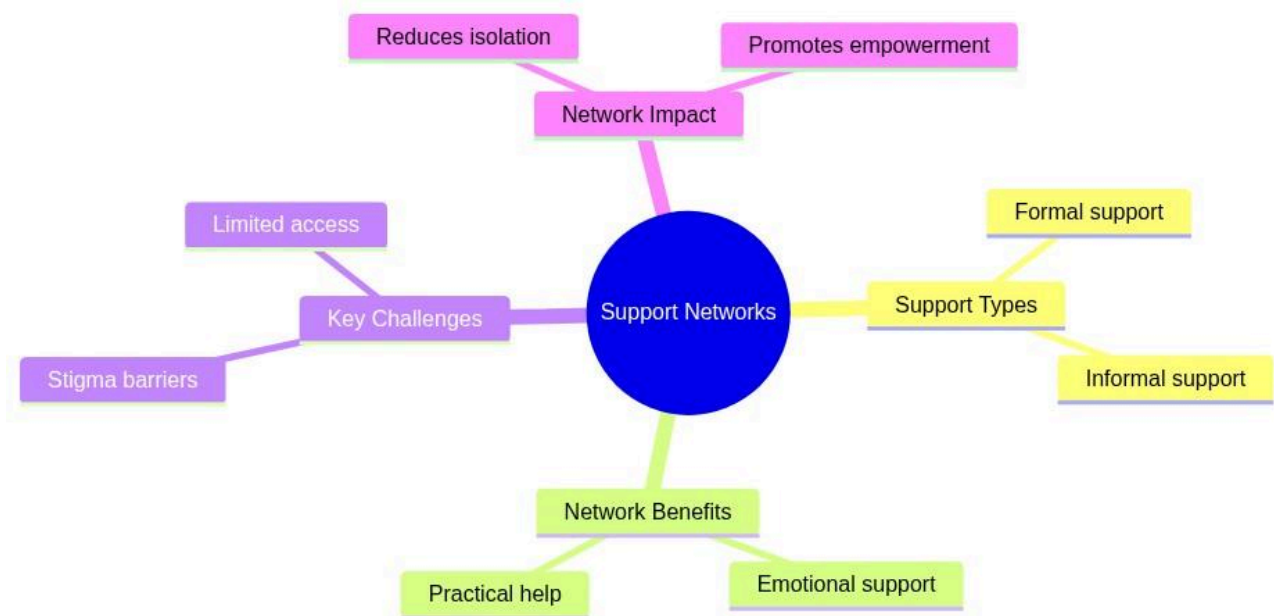 Reduces isolation
Promotes empowerment
Network Impact
Limited access
Formal support
Key Challenges
Support Networks
Support Types
Stigma barriers
Informal support
Network Benefits
Practical help
Emotional support